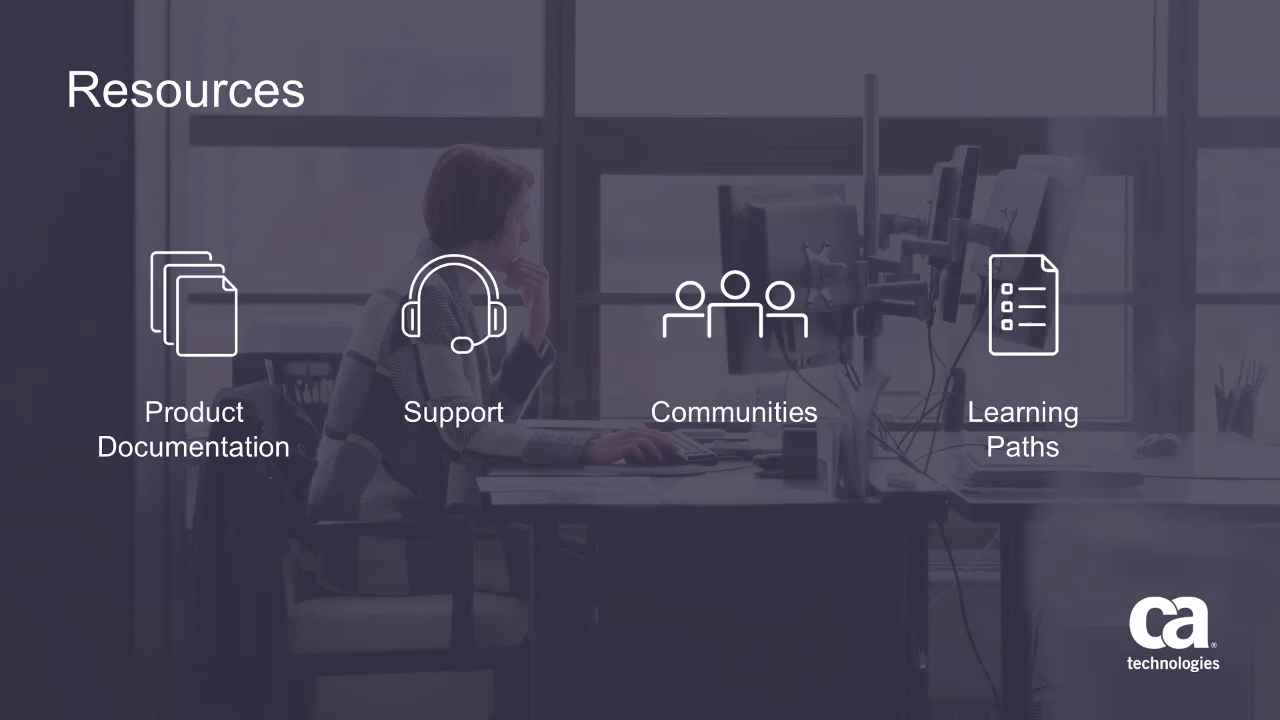 Resources
Product
Documentation
Support
Communities
Learning
Paths
ca®
technologies